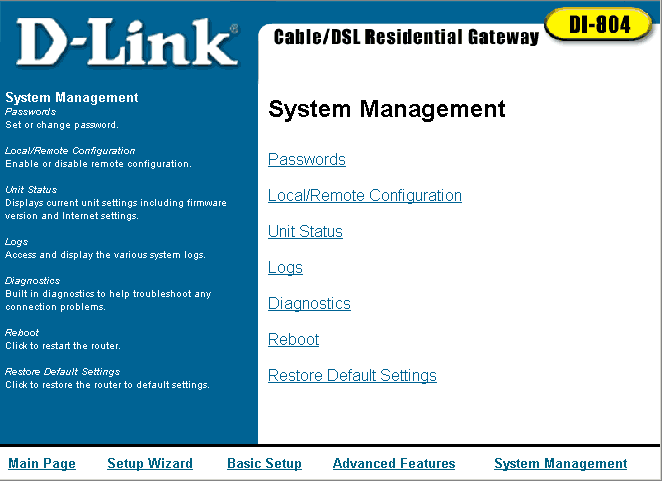 D-Link®
Cable/DSL Residential Gateway
DI-804
System Management
Passwords
Set or change password.
Local/Remote Configuration
Enable or disable remote configuration.
Unit Status
Displays current unit settings including firmware
version and Internet settings.
Logs
Access and display the various system logs.
Diagnostics
Built in diagnostics to help troubleshoot any
connection problems.
Reboot
Click to restart the router.
Restore Default Settings
Click to restore the router to default settings.
System Management
Passwords
Local/Remote Configuration
Unit Status
Logs
Diagnostics
Reboot
Restore Default Settings
Main Page
Setup Wizard
Basic Setup
Advanced Features
System Management